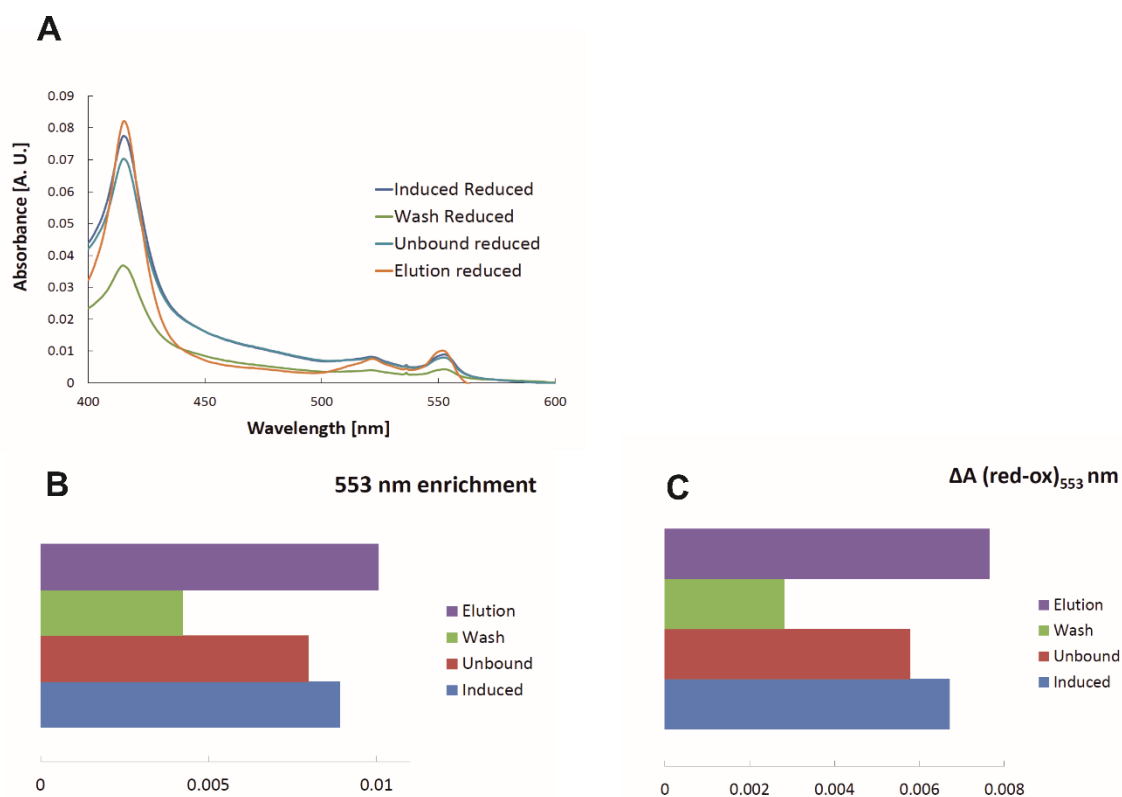 A
0.09
0.08
0.07
0.06
0.05
0.04
0.03
0.02
0.01
0
Absorbance [A. U.]
400
450
500
550
600
Wavelength [nm]
Induced Reduced
Wash Reduced
Unbound reduced
Elution reduced
B
553 nm enrichment
Elution
Wash
Unbound
Induced
0
0.005
0.01
C
ΔA (red-ox)553 nm
Elution
Wash
Unbound
Induced
0
0.002
0.004
0.006
0.008